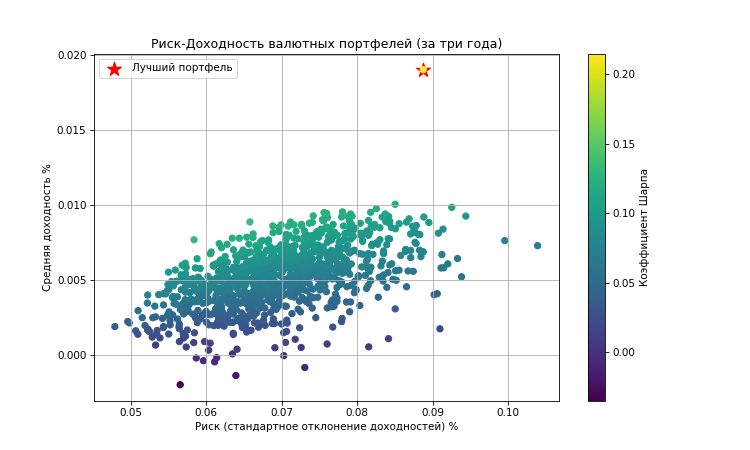 Риск-Доходность валютных портфелей (за три года)
Лучший портфель
0.020
0.015
0.010
0.005
0.000
Средняя доходность %
0.05 0.06 0.07 0.08 0.09 0.10
Риск (стандартное отклонение доходностей) %
0.20
0.15
0.10
0.05
0.00
Коэффициент Шарпа